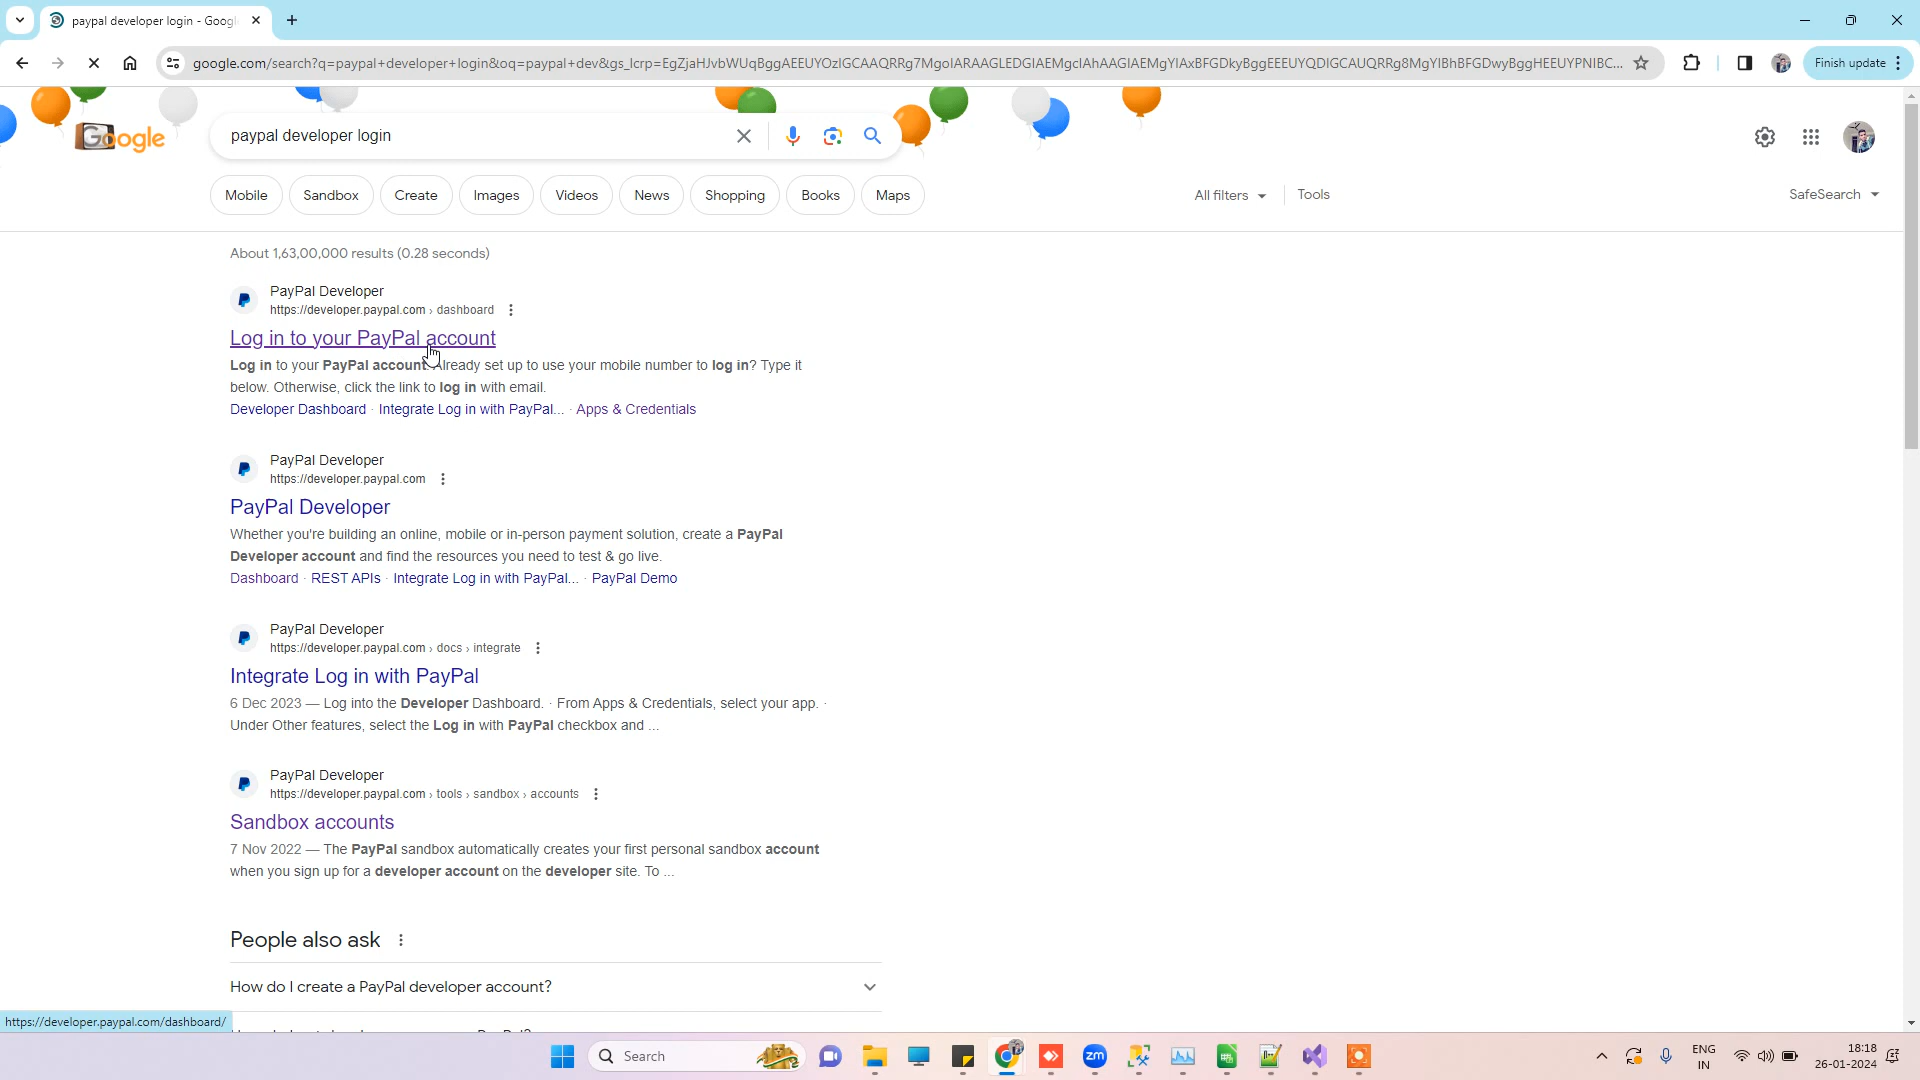 paypal developer login - Googl
google.com/search?q=paypal+developer+login&oq=paypal+dev&gs_lcrp=EgZjaHJvbWUqBggAEEUYOzIGCAAQRRg7MgoIARAAGLEDGIAEMgcIAhAAGIAEMgYIAxBFGDkyBggEEEUYQDIGCAUQRRg8MgYIBhBFGDwyBggHEEUYPNIBC...
Finish update
Google
paypal developer login
Mobile Sandbox Create Images Videos News Shopping Books Maps All filters Tools SafeSearch
About 1,63,00,000 results (0.28 seconds)
PayPal Developer
https://developer.paypal.com › dashboard
Log in to your PayPal account
Log in to your PayPal account. Already set up to use your mobile number to log in? Type it
below. Otherwise, click the link to log in with email.
Developer Dashboard · Integrate Log in with PayPal... · Apps & Credentials
PayPal Developer
https://developer.paypal.com
PayPal Developer
Whether you're building an online, mobile or in-person payment solution, create a PayPal
Developer account and find the resources you need to test & go live.
Dashboard · REST APIs · Integrate Log in with PayPal... · PayPal Demo
PayPal Developer
https://developer.paypal.com › docs › integrate
Integrate Log in with PayPal
6 Dec 2023 — Log into the Developer Dashboard. · From Apps & Credentials, select your app. ·
Under Other features, select the Log in with PayPal checkbox and ...
PayPal Developer
https://developer.paypal.com › tools › sandbox › accounts
Sandbox accounts
7 Nov 2022 — The PayPal sandbox automatically creates your first personal sandbox account
when you sign up for a developer account on the developer site. To ...
People also ask
How do I create a PayPal developer account?
https://developer.paypal.com/dashboard/
Search
zm
ENG
IN
18:18
26-01-2024